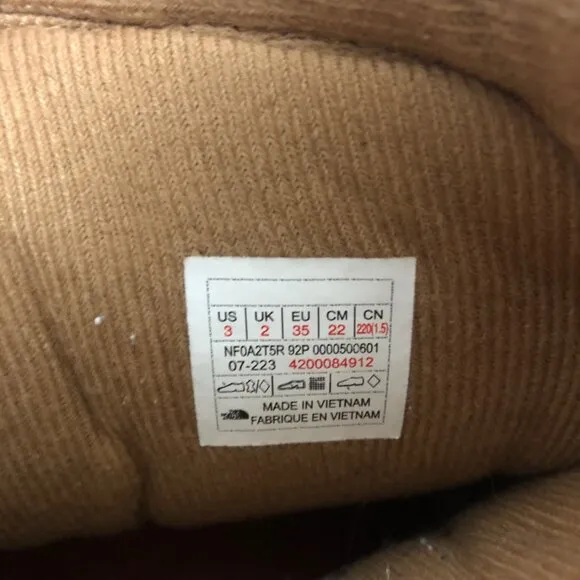 US UK EU CM CN
3 2 35 22 220(1.5)
NF0A2T5R 92P 0000500601
07-223 4200084912
MADE IN VIETNAM
FABRIQUE EN VIETNAM